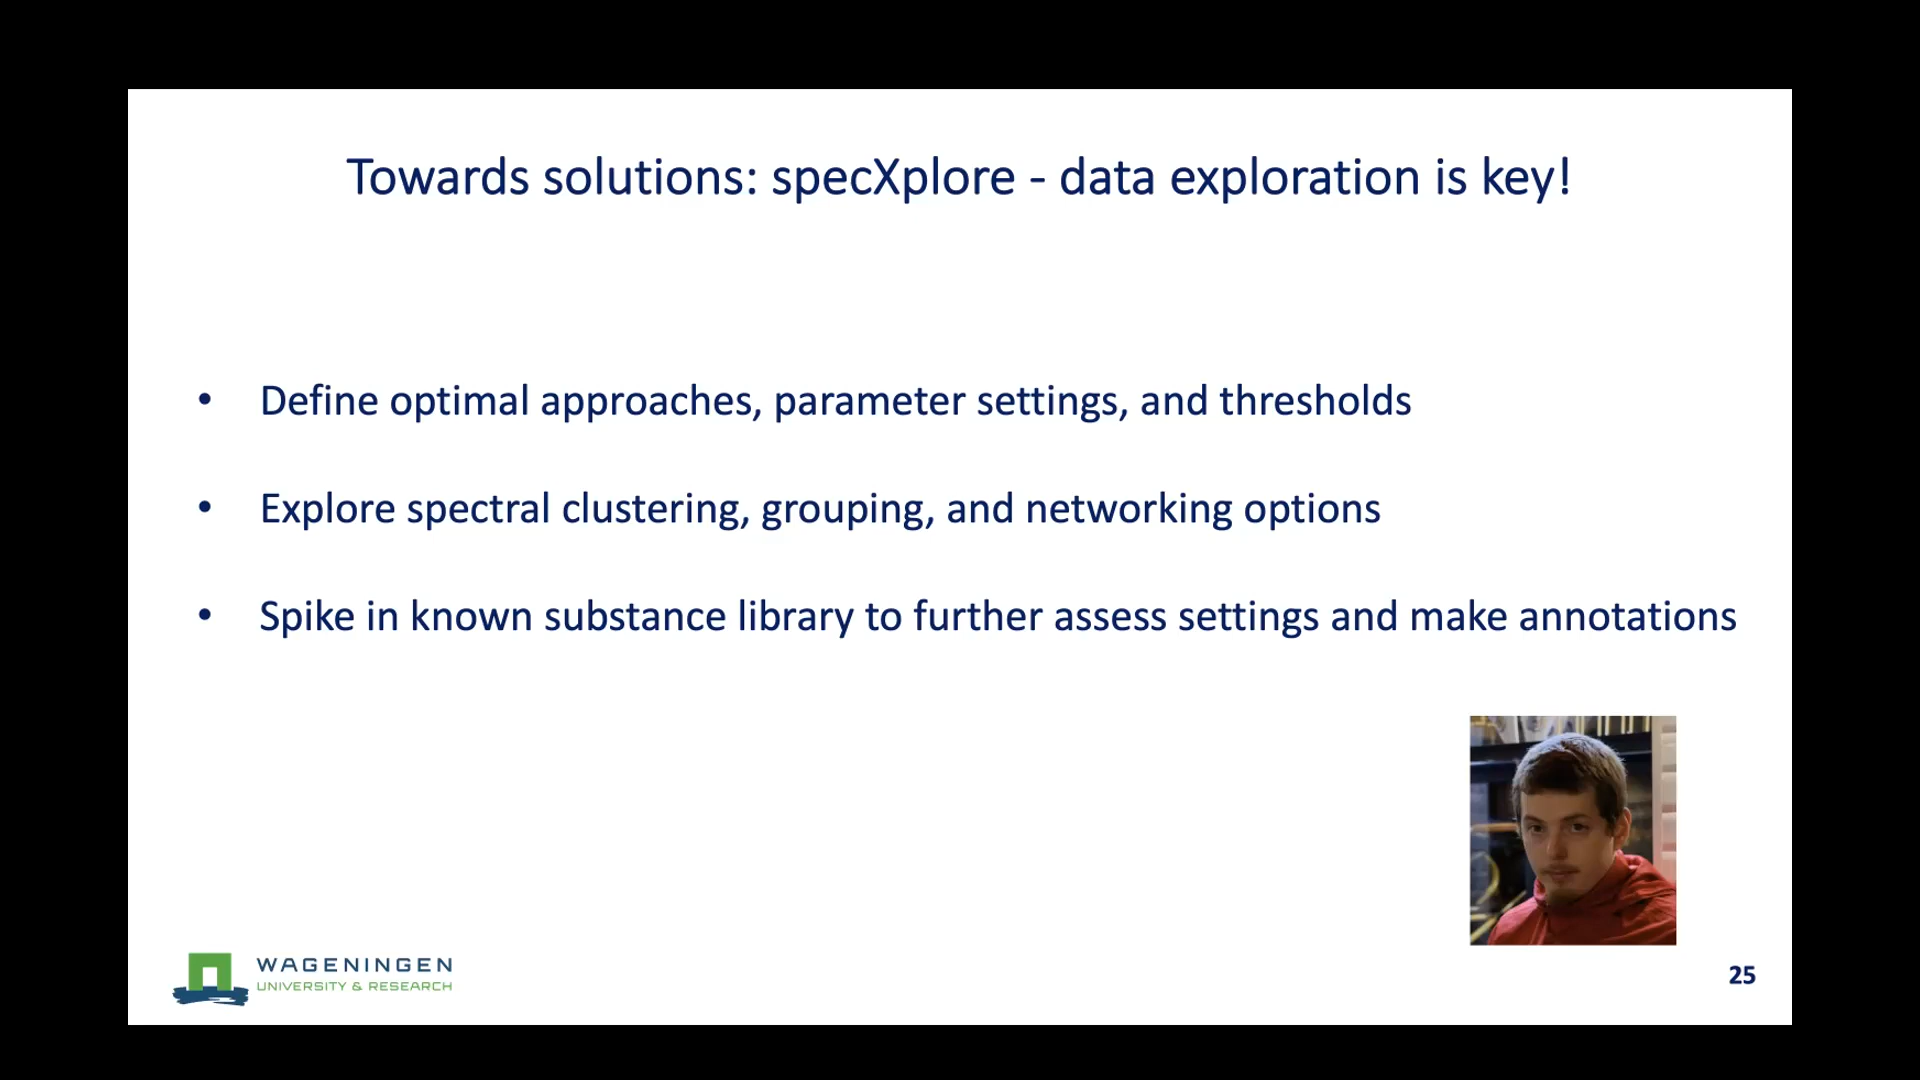 Towards solutions: specXplore - data exploration is key!
• Define optimal approaches, parameter settings, and thresholds
• Explore spectral clustering, grouping, and networking options
• Spike in known substance library to further assess settings and make annotations
WAGENINGEN
UNIVERSITY & RESEARCH
25